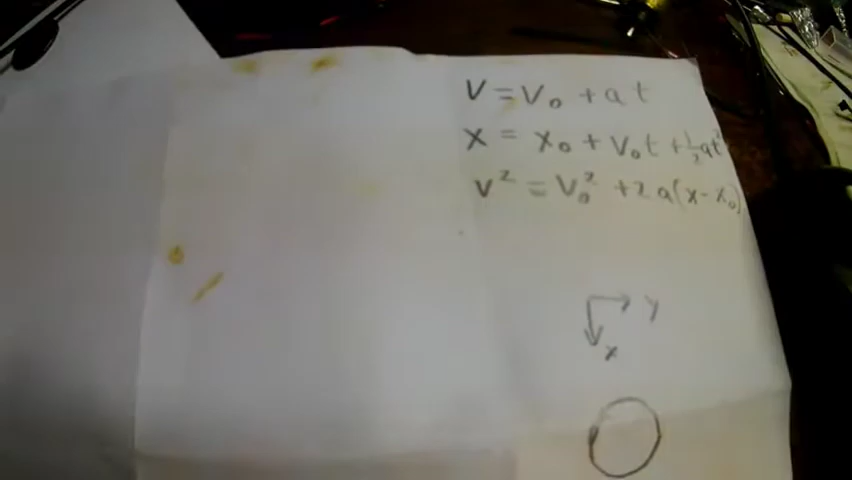 V = V₀ + at
x = x₀ + V₀t + ½at²
v² = V₀² + 2a(x - x₀)
y
x